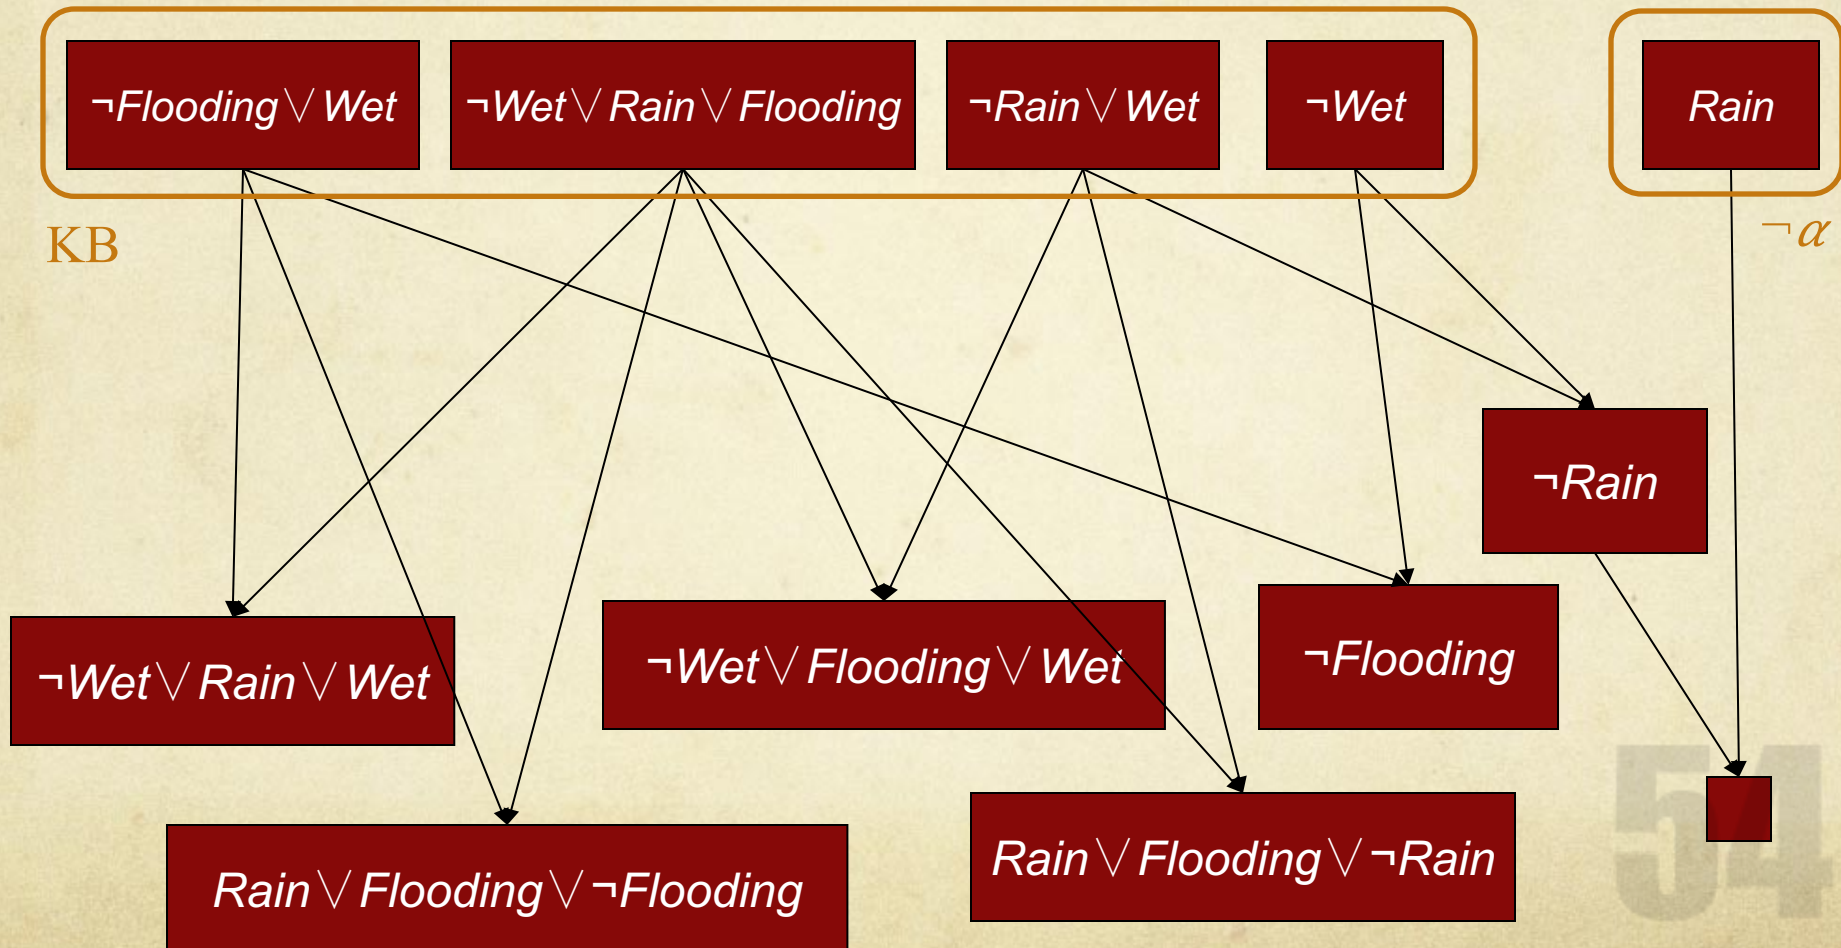 ¬Flooding∨Wet
¬Wet∨Rain∨Flooding
¬Rain∨Wet
¬Wet
Rain
KB
¬α
¬Rain
¬Wet∨Rain∨Wet
¬Wet∨Flooding∨Wet
¬Flooding
Rain∨Flooding∨¬Flooding
Rain∨Flooding∨¬Rain
54